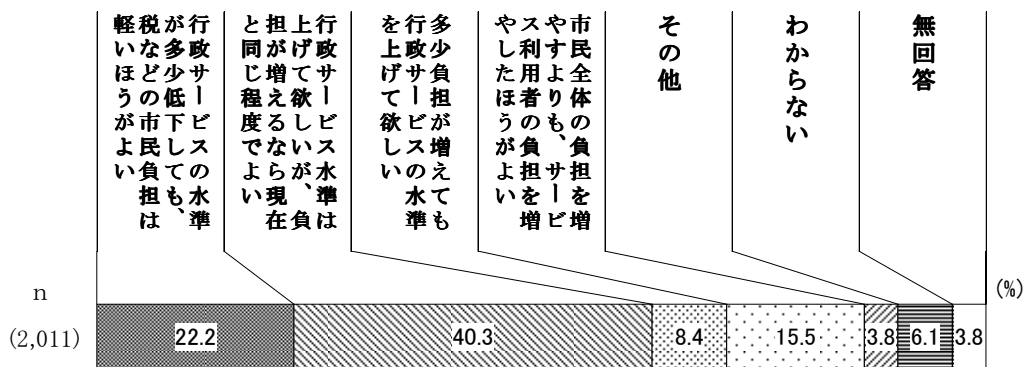 行政サービスの水準
が多少低下しても、
税などの市民負担は
軽いほうがよい
行政サービス水準は
上げて欲しいが、負
担が増えるなら現在
と同じ程度でよい
多少負担が増えても
行政サービスの水準
を上げて欲しい
市民全体の負担を増
やすよりも、サービ
ス利用者の負担を増
やしたほうがよい
その他
わからない
無回答
(%)
n
(2,011)
22.2
40.3
8.4
15.5
3.8
6.1
3.8